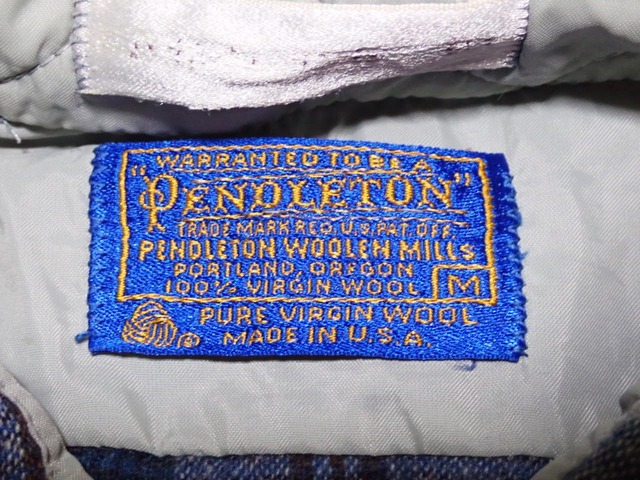 WARRANTED TO BE A
"PENDLETON"
TRADE MARK REG. U.S. PAT. OFF.
PENDLETON WOOLEN MILLS
PORTLAND, OREGON
100% VIRGIN WOOL M
PURE VIRGIN WOOL
MADE IN U.S.A.